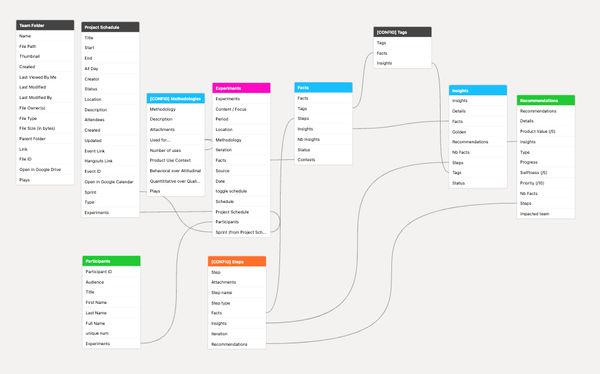 Team Folder
Name
File Path
Thumbnail
Created
Last Viewed By Me
Last Modified
Last Modified By
File Owner(s)
File Type
File Size (in bytes)
Parent Folder
Link
File ID
Open in Google Drive
Plays
Project Schedule
Title
Start
End
All Day
Creator
Status
Location
Description
Attendees
Created
Updated
Event Link
Hangouts Link
Event ID
Open in Google Calendar
Sprint
Type
Experiments
[CONFIG] Methodologies
Methodology
Description
Attachments
Used for...
Number of uses
Product Use Context
Behavioral over Attitudinal
Quantitative over Quali...
Plays
Experiments
Experiments
Content / Focus
Period
Location
Methodology
Iteration
Facts
Source
Date
toggle schedule
Schedule
Project Schedule
Participants
Sprint (from Project Sch...
Facts
Facts
Tags
Steps
Insights
Nb Insights
Status
Contexts
[CONFIG] Tags
Tags
Facts
Insights
Insights
Insights
Details
Facts
Golden
Recommendations
Nb Facts
Steps
Tags
Status
Recommendations
Recommendations
Details
Product Value (/5)
Insights
Type
Progress
Swiftness (/5)
Priority (/10)
Nb Facts
Steps
Impacted team
Participants
Participant ID
Audience
Title
First Name
Last Name
Full Name
unique num
Experiments
[CONFIG] Steps
Step
Attachments
Step name
Step type
Facts
Insights
Iteration
Recommendations